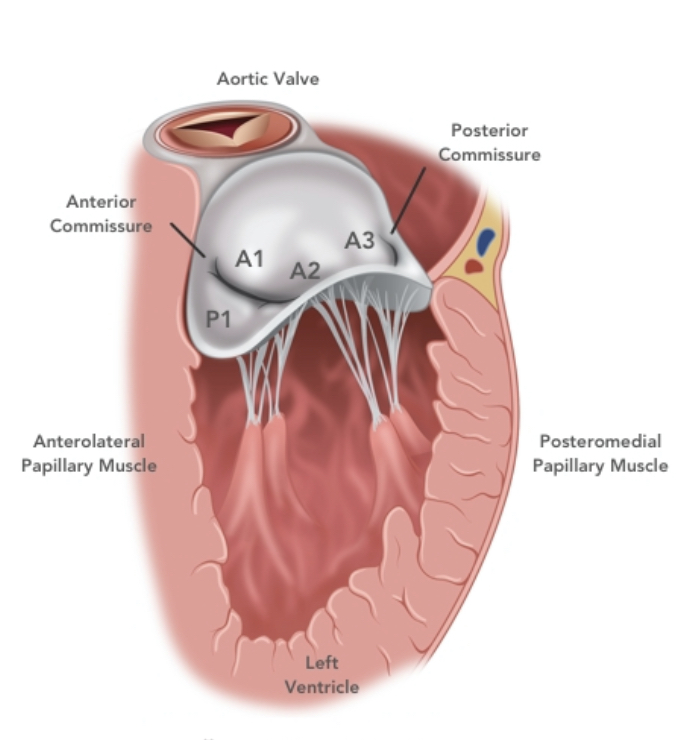 Aortic Valve
Posterior
Commissure
Anterior
Commissure
A1
A2
A3
P1
Anterolateral
Papillary Muscle
Posteromedial
Papillary Muscle
Left
Ventricle